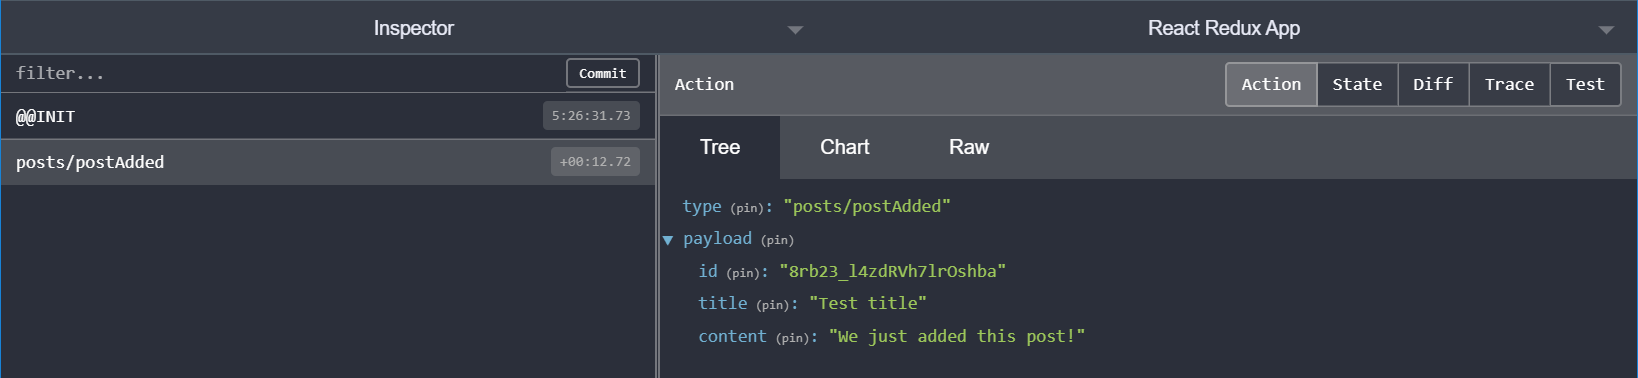 Inspector
React Redux App
filter...
Commit
@@INIT
5:26:31.73
posts/postAdded
+00:12.72
Action
Action
State
Diff
Trace
Test
Tree
Chart
Raw
type (pin): "posts/postAdded"
payload (pin)
id (pin): "8rb23_l4zdRVh7lrOshba"
title (pin): "Test title"
content (pin): "We just added this post!"